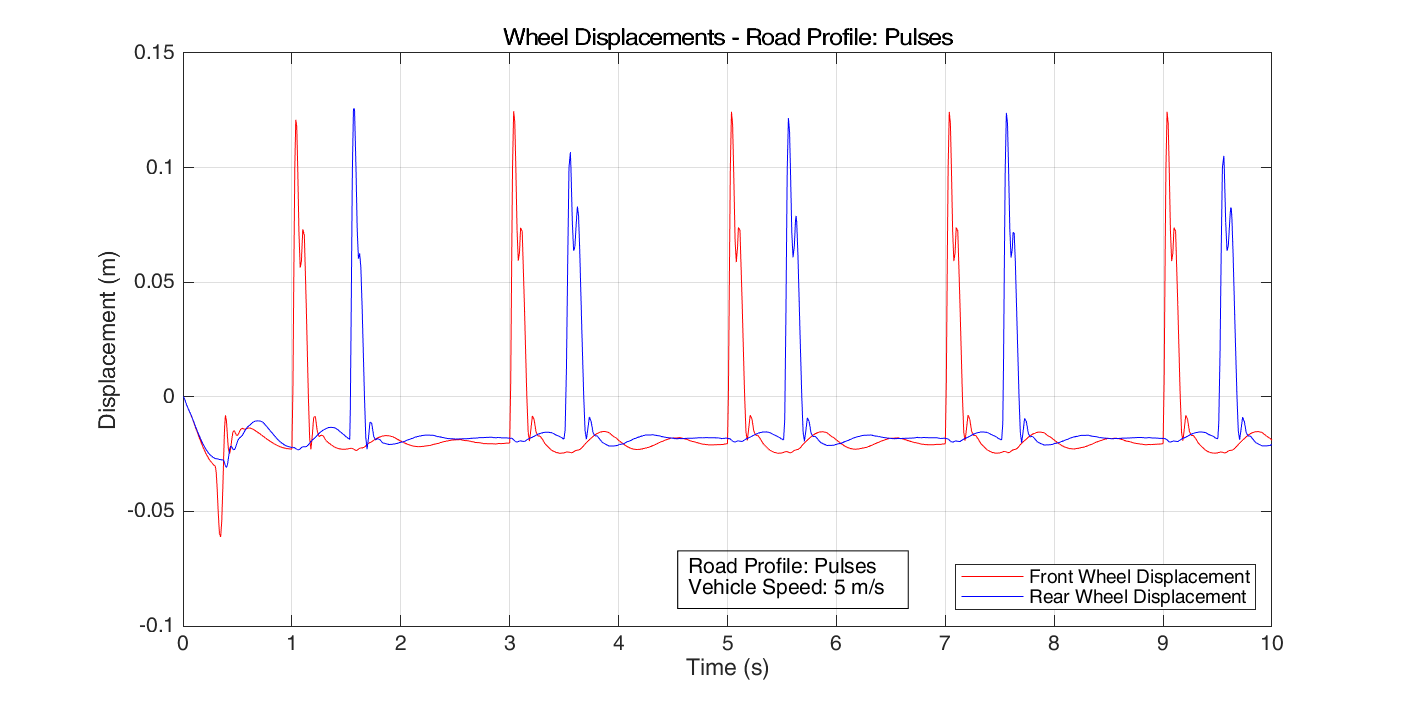 Wheel Displacements - Road Profile: Pulses
0.15
0.1
0.05
0
-0.05
-0.1
Displacement (m)
0 1 2 3 4 5 6 7 8 9 10
Time (s)
Road Profile: Pulses
Vehicle Speed: 5 m/s
Front Wheel Displacement
Rear Wheel Displacement